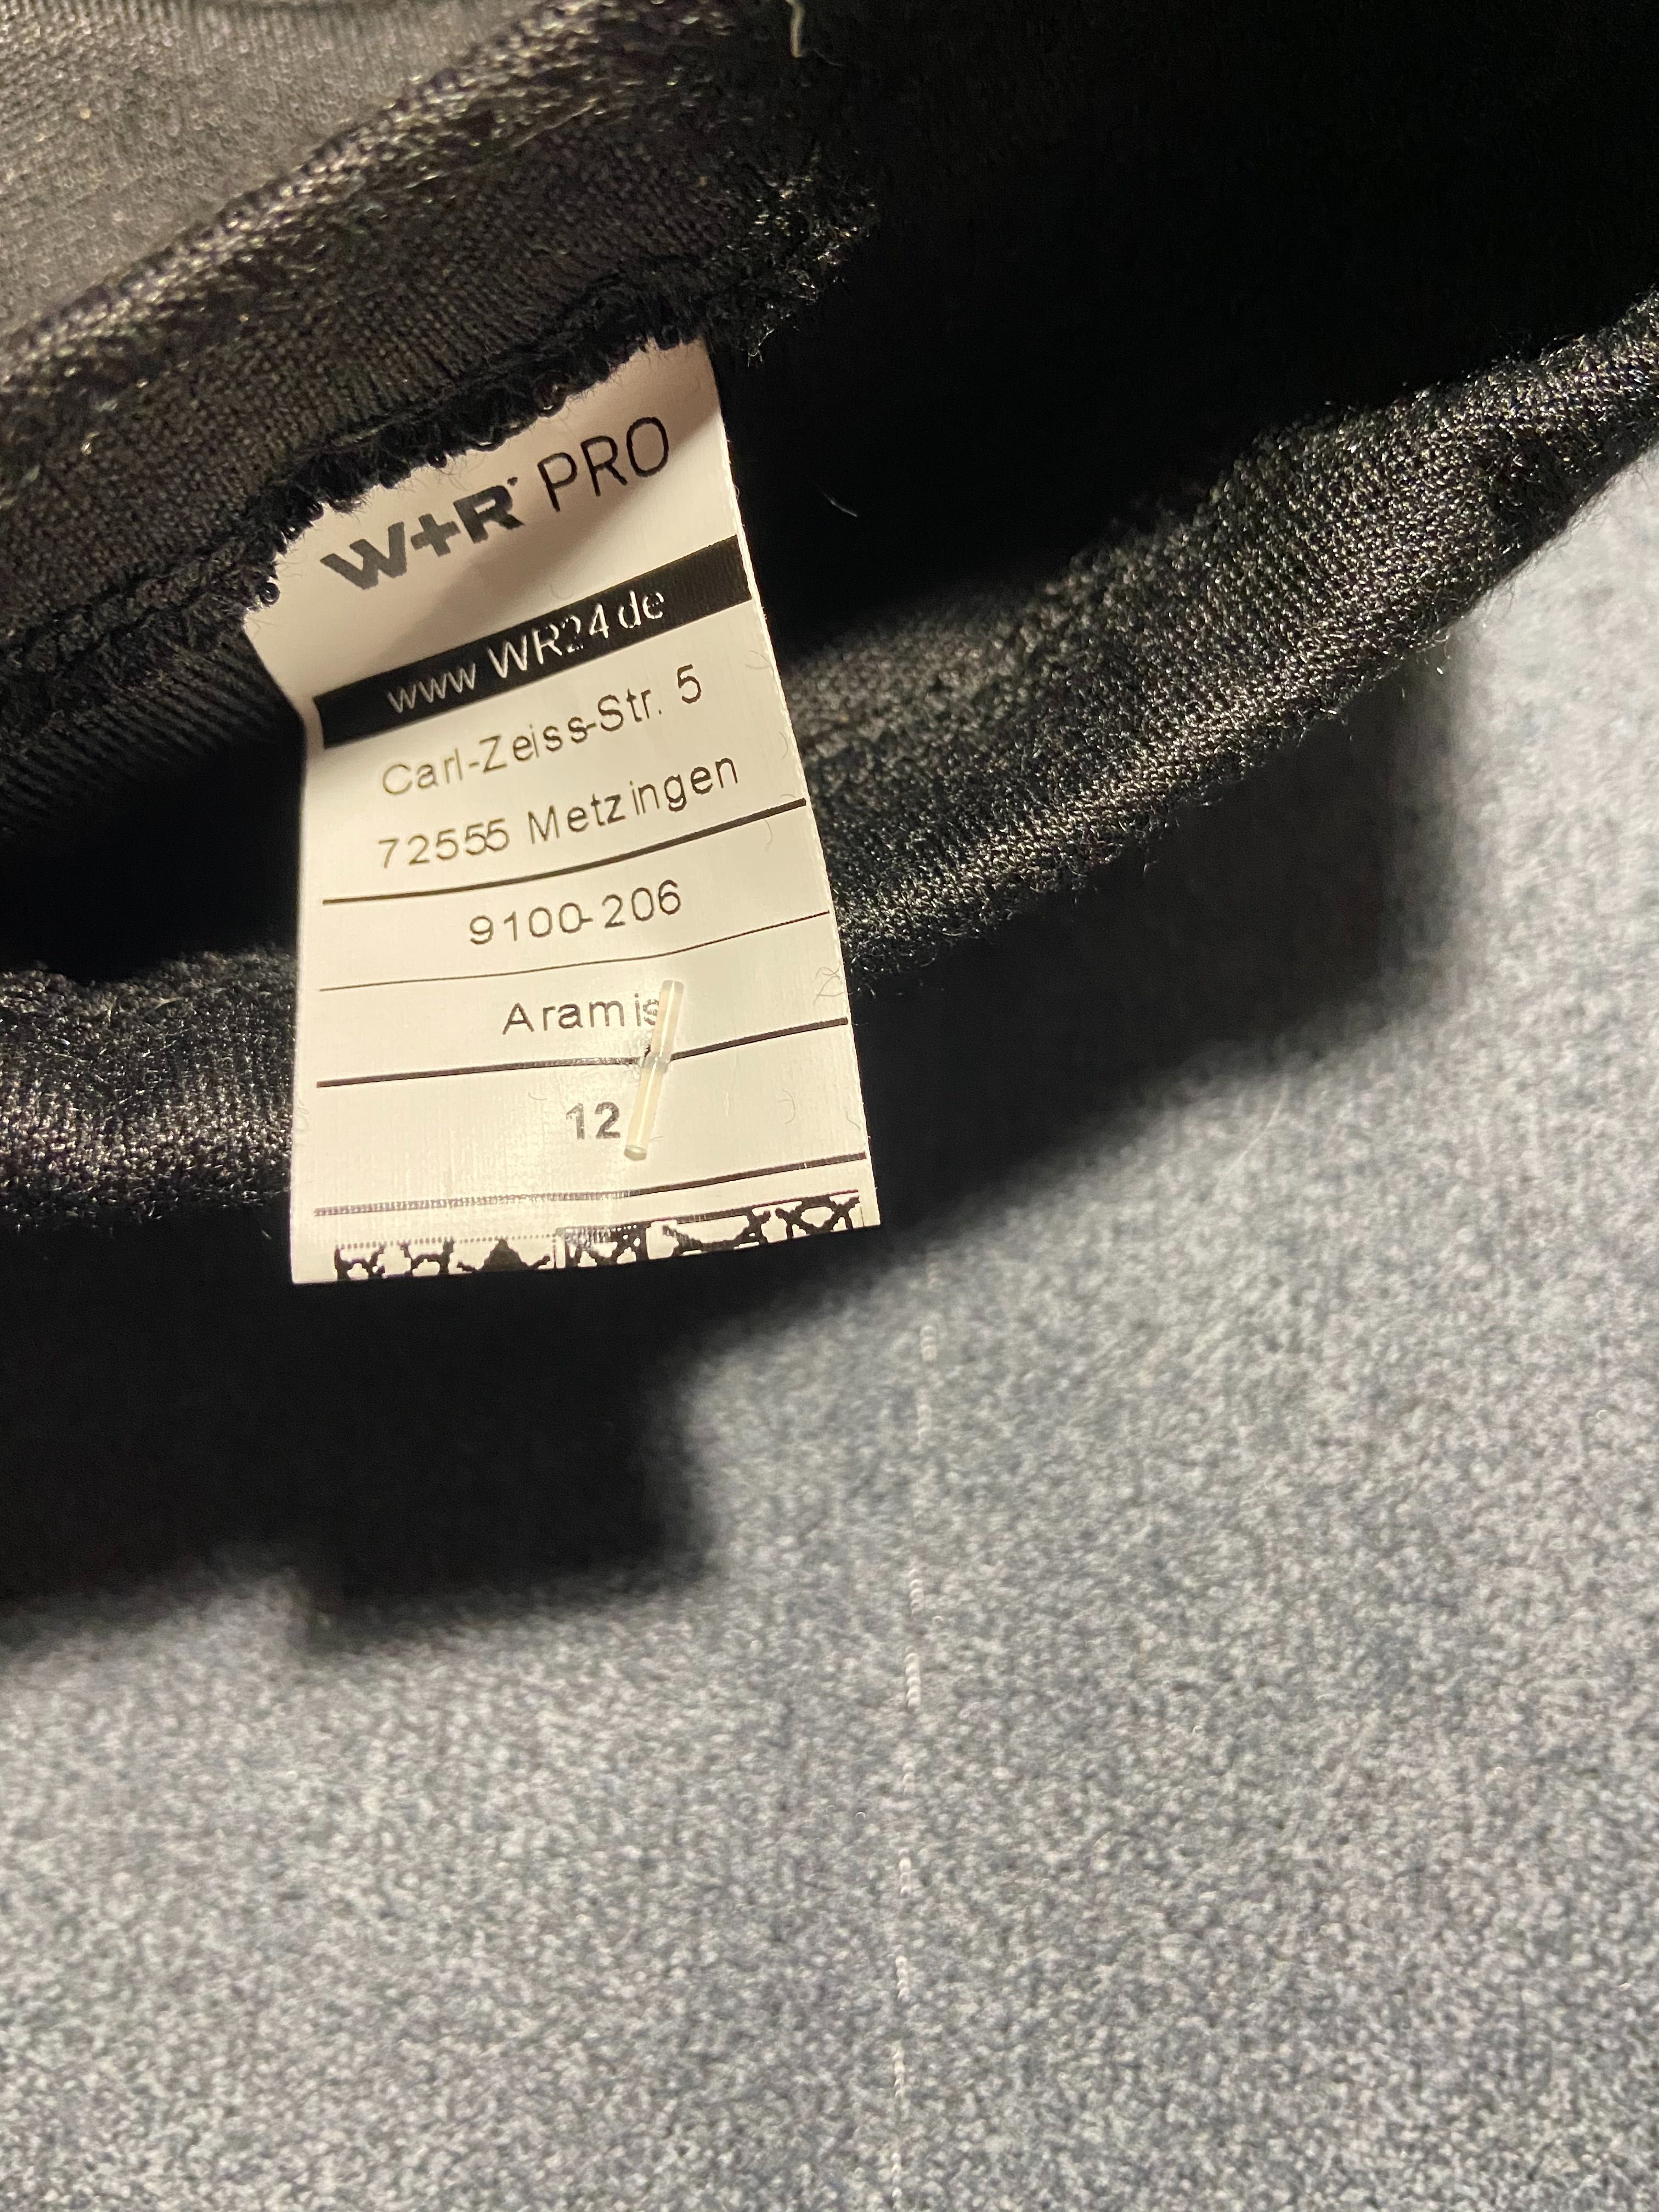 W+R PRO
www WR24 de
Carl-Zeiss-Str. 5
72555 Metzingen
9100-206
Aramis
12